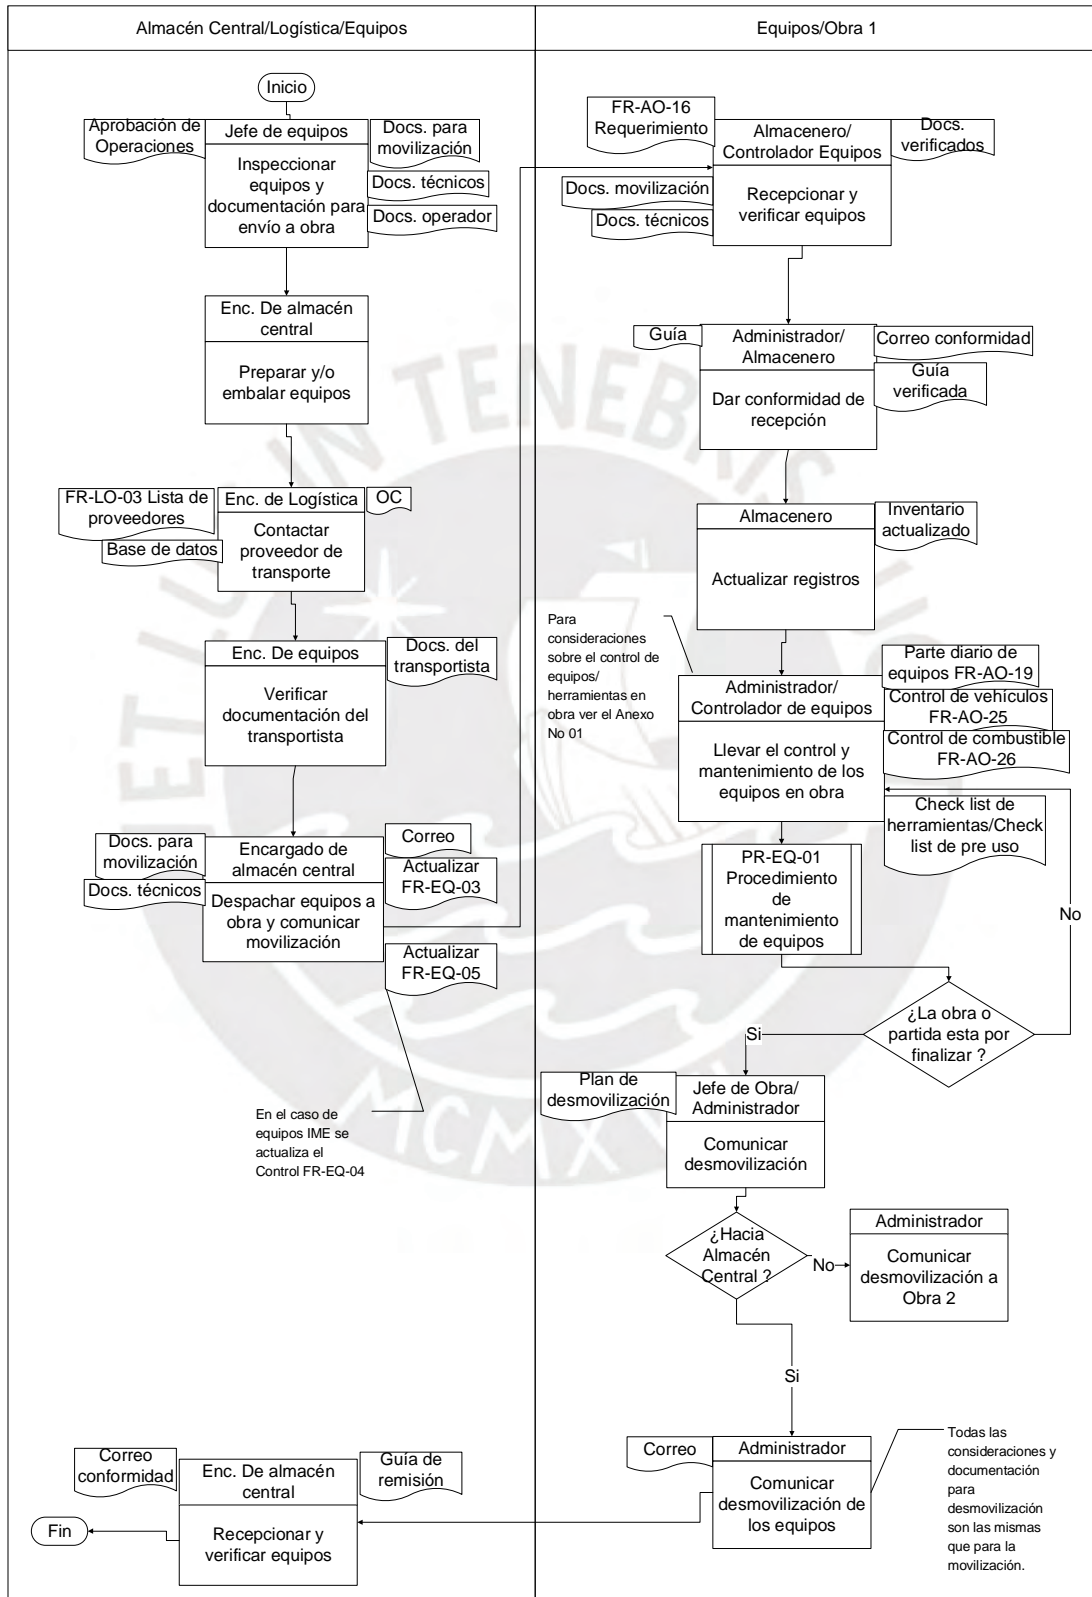 Almacén Central/Logística/Equipos
Equipos/Obra 1
Inicio
Aprobación de
Operaciones
Jefe de equipos
Inspeccionar
equipos y
documentación para
envío a obra
Docs. para
movilización
Docs. técnicos
Docs. operador
Enc. De almacén
central
Preparar y/o
embalar equipos
FR-LO-03 Lista de
proveedores
Base de datos
Enc. de Logística
Contactar
proveedor de
transporte
OC
Enc. De equipos
Verificar
documentación del
transportista
Docs. del
transportista
Docs. para
movilización
Docs. técnicos
Encargado de
almacén central
Despachar equipos a
obra y comunicar
movilización
Correo
Actualizar
FR-EQ-03
Actualizar
FR-EQ-05
En el caso de
equipos IME se
actualiza el
Control FR-EQ-04
FR-AO-16
Requerimiento
Docs. movilización
Docs. técnicos
Almacenero/
Controlador Equipos
Recepcionar y
verificar equipos
Docs.
verificados
Guía
Administrador/
Almacenero
Dar conformidad de
recepción
Correo conformidad
Guía
verificada
Almacenero
Actualizar registros
Inventario
actualizado
Para
consideraciones
sobre el control de
equipos/
herramientas en
obra ver el Anexo
No 01
Administrador/
Controlador de equipos
Llevar el control y
mantenimiento de los
equipos en obra
Parte diario de
equipos FR-AO-19
Control de vehículos
FR-AO-25
Control de combustible
FR-AO-26
Check list de
herramientas/Check
list de pre uso
PR-EQ-01
Procedimiento
de
mantenimiento
de equipos
No
¿La obra o
partida esta por
finalizar ?
Si
Plan de
desmovilización
Jefe de Obra/
Administrador
Comunicar
desmovilización
¿Hacia
Almacén
Central ?
No
Administrador
Comunicar
desmovilización a
Obra 2
Si
Correo
Administrador
Comunicar
desmovilización de
los equipos
Todas las
consideraciones y
documentación
para
desmovilización
son las mismas
que para la
movilización.
Correo
conformidad
Enc. De almacén
central
Recepcionar y
verificar equipos
Guía de
remisión
Fin
ET LUX IN TENEBRIS
MCMXVII